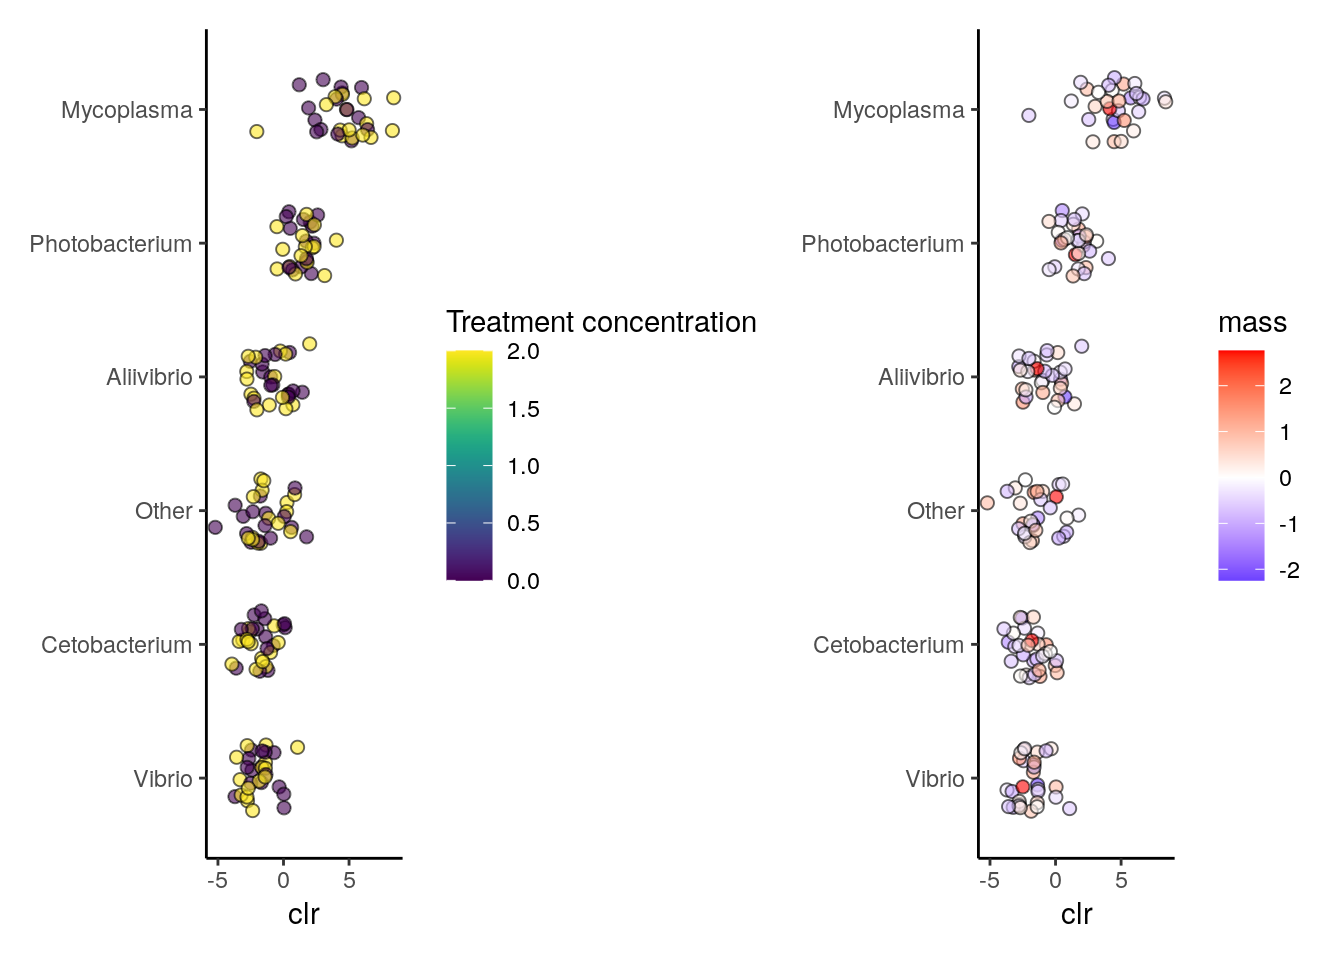 Mycoplasma
Photobacterium
Aliivibrio
Other
Cetobacterium
Vibrio
-5 0 5
clr
Treatment concentration
2.0
1.5
1.0
0.5
0.0
Mycoplasma
Photobacterium
Aliivibrio
Other
Cetobacterium
Vibrio
-5 0 5
clr
mass
2
1
0
-1
-2